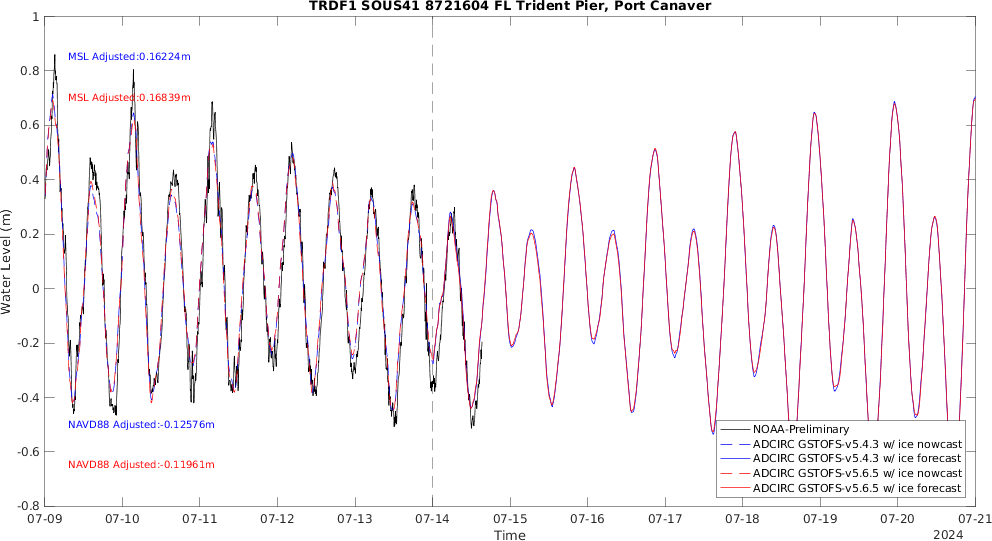 TRDF1 SOUS41 8721604 FL Trident Pier, Port Canaver
1
0.8
0.6
0.4
0.2
0
-0.2
-0.4
-0.6
-0.8
Water Level (m)
MSL Adjusted:0.16224m
MSL Adjusted:0.16839m
NAVD88 Adjusted:-0.12576m
NAVD88 Adjusted:-0.11961m
NOAA-Preliminary
ADCIRC GSTOFS-v5.4.3 w/ ice nowcast
ADCIRC GSTOFS-v5.4.3 w/ ice forecast
ADCIRC GSTOFS-v5.6.5 w/ ice nowcast
ADCIRC GSTOFS-v5.6.5 w/ ice forecast
07-09 07-10 07-11 07-12 07-13 07-14 07-15 07-16 07-17 07-18 07-19 07-20 07-21
Time
2024